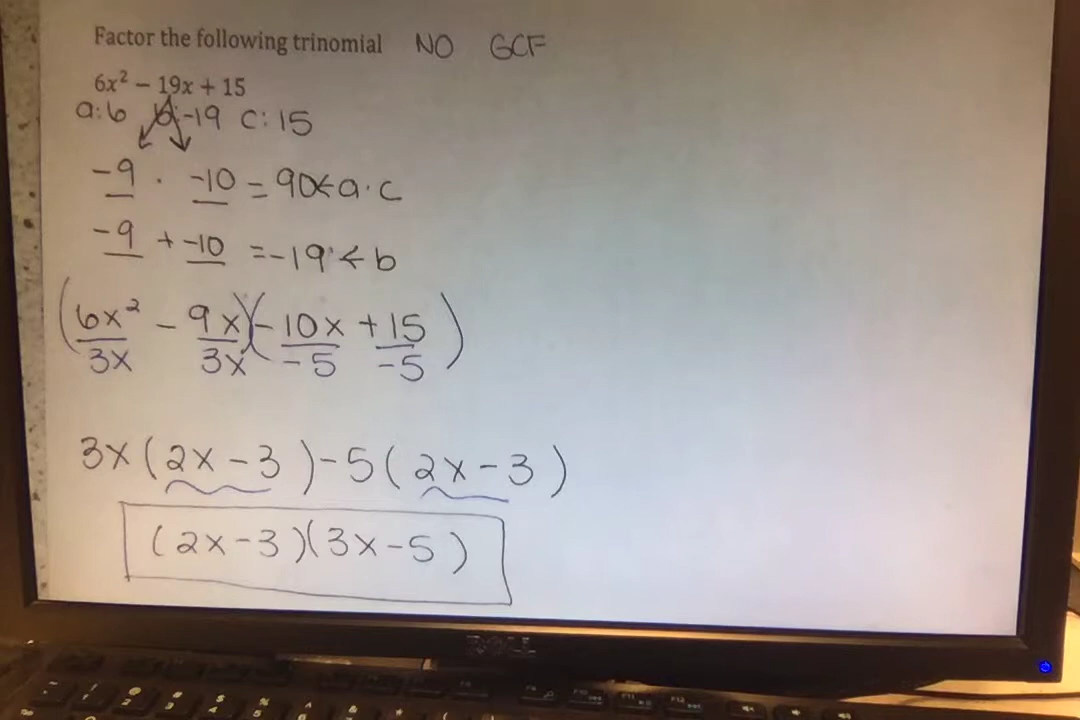 Factor the following trinomial NO GCF
6x² − 19x + 15
a:6 b:-19 c:15
-9 · -10 = 90 ← a·c
-9 + -10 = -19 ← b
(6x² - 9x)(-10x + 15)
3x 3x -5 -5
3x(2x-3)-5(2x-3)
(2x-3)(3x-5)
DELL